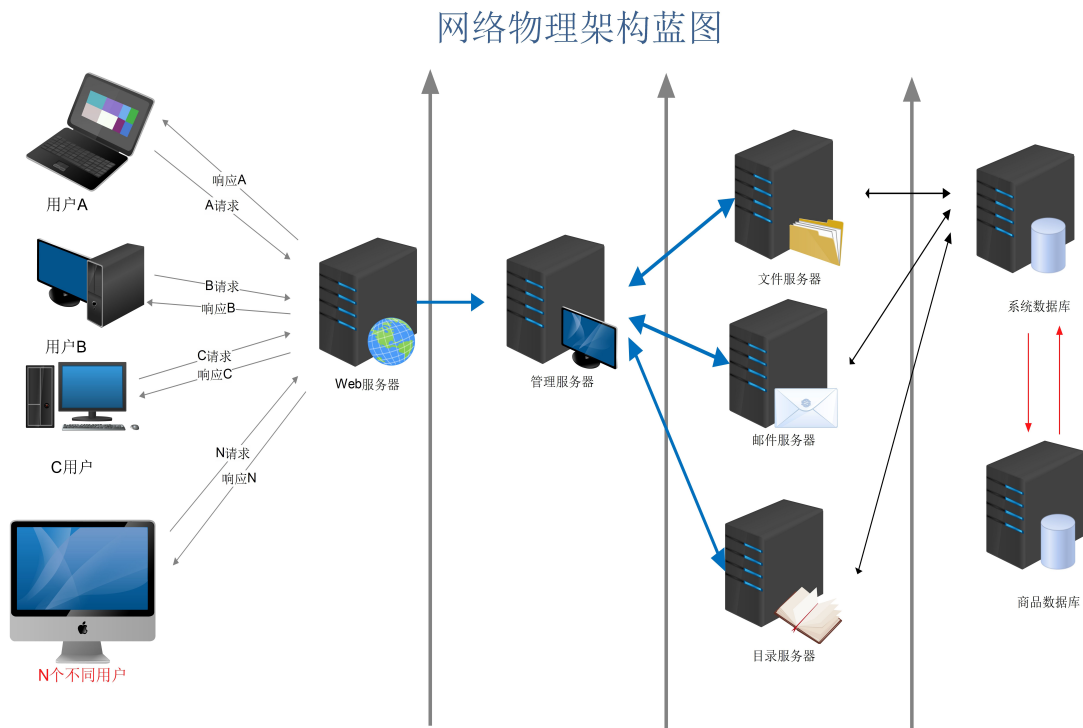 网络物理架构蓝图
响应A
A请求
用户A
B请求
响应B
用户B
C请求
响应C
C用户
N请求
响应N
N个不同用户
Web服务器
管理服务器
文件服务器
邮件服务器
目录服务器
系统数据库
商品数据库